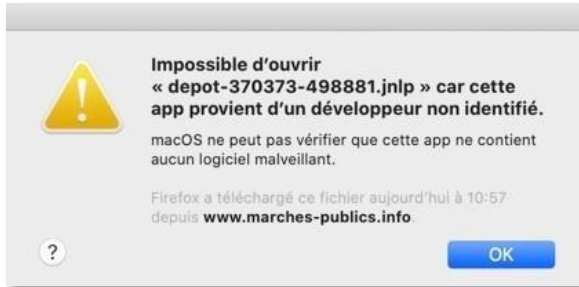 Impossible d'ouvrir
« depot-370373-498881.jnlp » car cette
app provient d'un développeur non identifié.
macOS ne peut pas vérifier que cette app ne contient
aucun logiciel malveillant.
Firefox a téléchargé ce fichier aujourd'hui à 10:57
depuis www.marches-publics.info.
?
OK